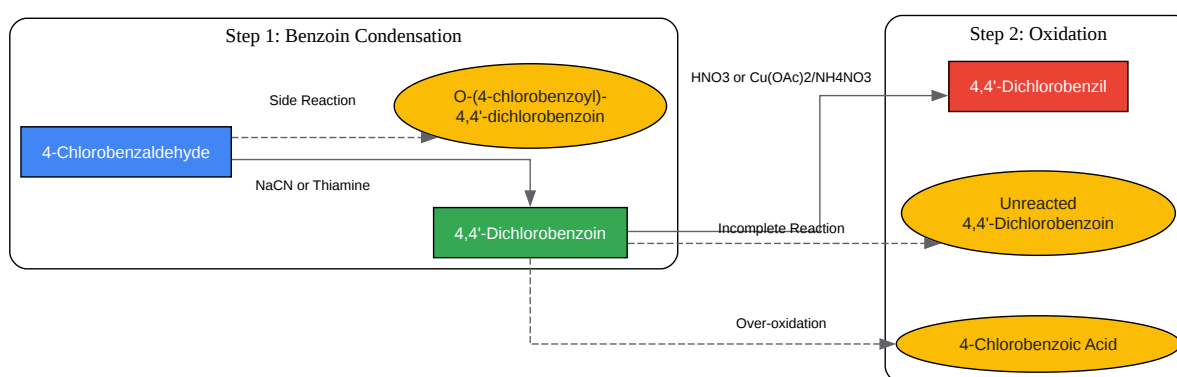 Step 1: Benzoin Condensation
Side Reaction
O-(4-chlorobenzoyl)-
4,4'-dichlorobenzoin
4-Chlorobenzaldehyde
NaCN or Thiamine
4,4'-Dichlorobenzoin
Step 2: Oxidation
HNO3 or Cu(OAc)2/NH4NO3
4,4'-Dichlorobenzil
Incomplete Reaction
Unreacted
4,4'-Dichlorobenzoin
Over-oxidation
4-Chlorobenzoic Acid